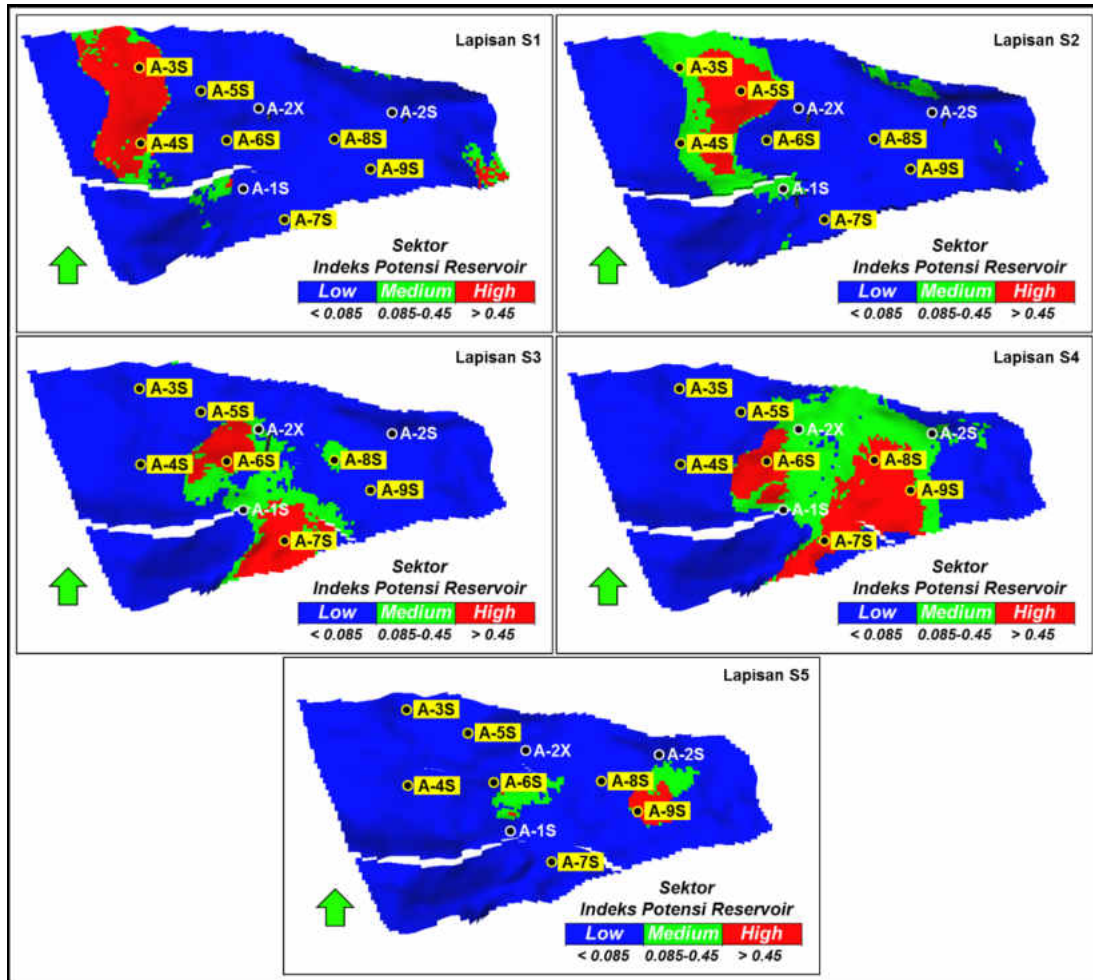 Lapisan S1
A-3S
A-5S
A-2X
A-2S
A-4S
A-6S
A-8S
A-9S
A-1S
A-7S
Sektor
Indeks Potensi Reservoir
Low Medium High
< 0.085 0.085-0.45 > 0.45
Lapisan S2
A-3S
A-5S
A-2X
A-2S
A-4S
A-6S
A-8S
A-9S
A-1S
A-7S
Sektor
Indeks Potensi Reservoir
Low Medium High
< 0.085 0.085-0.45 > 0.45
Lapisan S3
A-3S
A-5S
A-2X
A-2S
A-4S
A-6S
A-8S
A-9S
A-1S
A-7S
Sektor
Indeks Potensi Reservoir
Low Medium High
< 0.085 0.085-0.45 > 0.45
Lapisan S4
A-3S
A-5S
A-2X
A-2S
A-4S
A-6S
A-8S
A-9S
A-1S
A-7S
Sektor
Indeks Potensi Reservoir
Low Medium High
< 0.085 0.085-0.45 > 0.45
Lapisan S5
A-3S
A-5S
A-2X
A-2S
A-4S
A-6S
A-8S
A-9S
A-1S
A-7S
Sektor
Indeks Potensi Reservoir
Low Medium High
< 0.085 0.085-0.45 > 0.45